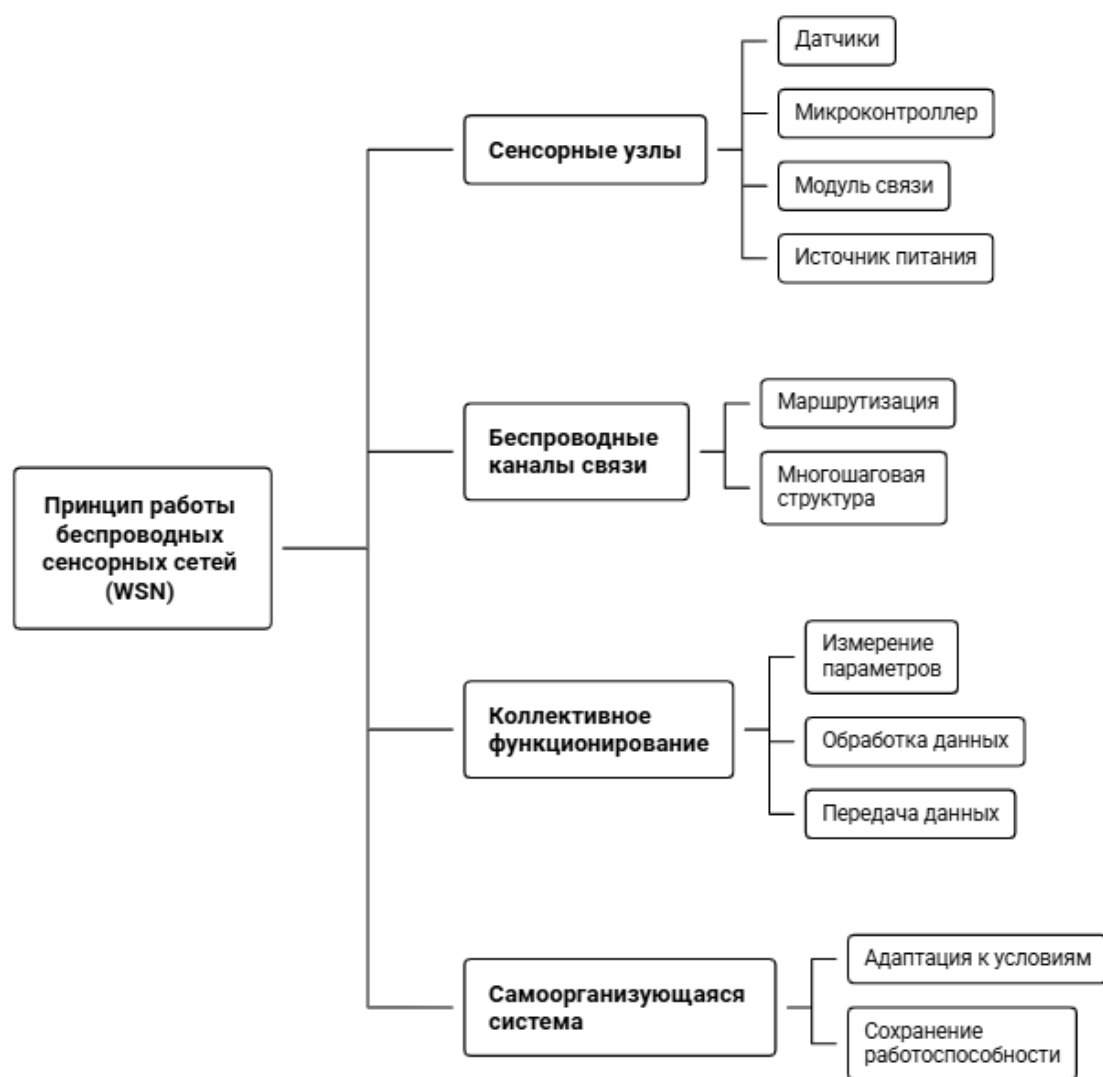 Датчики
Микроконтроллер
Сенсорные узлы
Модуль связи
Источник питания
Маршрутизация
Беспроводные
каналы связи
Многошаговая
структура
Принцип работы
беспроводных
сенсорных сетей
(WSN)
Измерение
параметров
Коллективное
функционирование
Обработка данных
Передача данных
Адаптация к условиям
Самоорганизующаяся
система
Сохранение
работоспособности